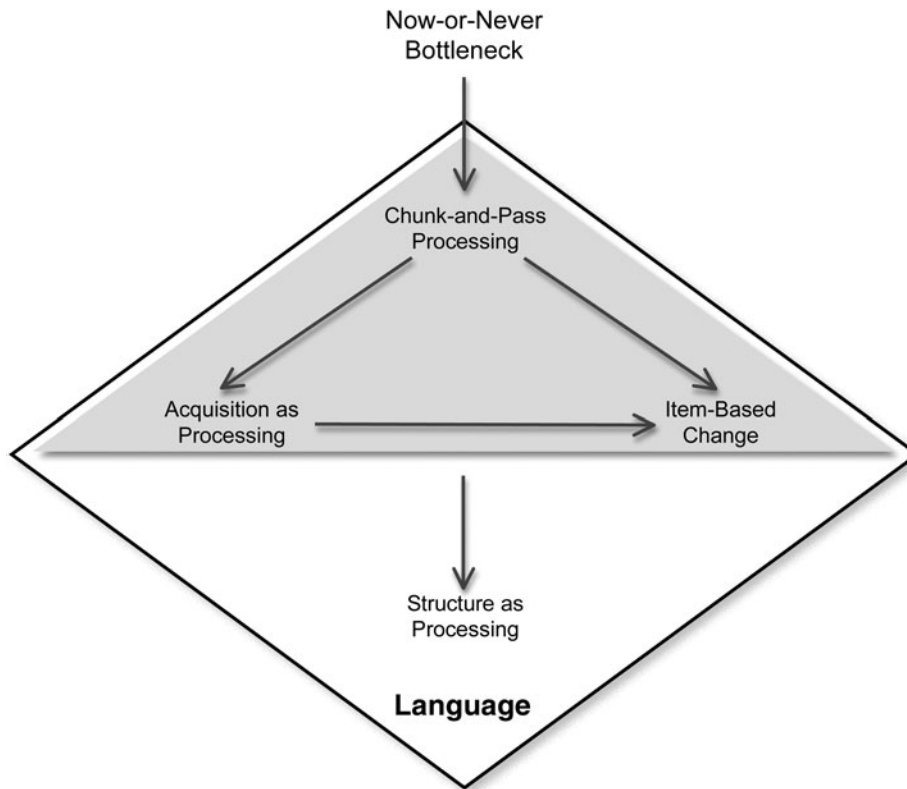 Now-or-Never
Bottleneck
Chunk-and-Pass
Processing
Acquisition as
Processing
Item-Based
Change
Structure as
Processing
Language